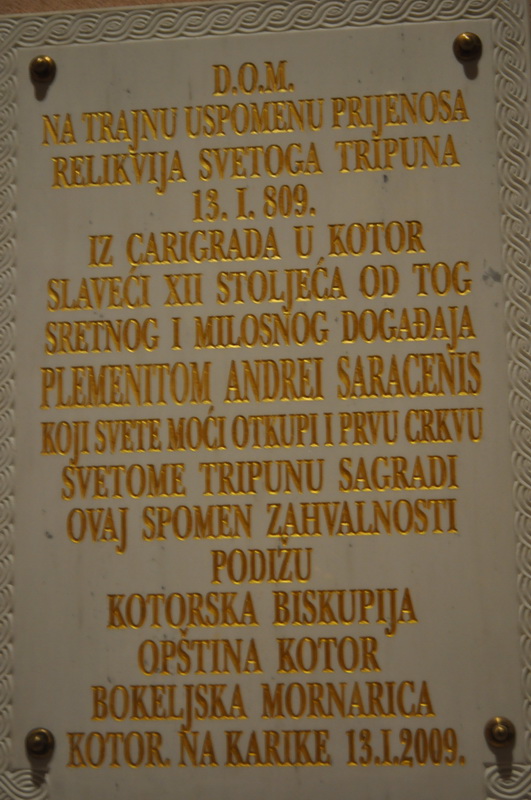 D.O.M.
NA TRAJNU USPOMENU PRIJENOSA
RELIKVIJA SVETOGA TRIPUNA
13. I. 809.
IZ CARIGRADA U KOTOR
SLAVEĆI XII STOLJEĆA OD TOG
SRETNOG I MILOSNOG DOGAĐAJA
PLEMENITOM ANDREI SARACENIS
KOJI SVETE MOĆI OTKUPI I PRVU CRKVU
SVETOME TRIPUNU SAGRADI
OVAJ SPOMEN ZAHVALNOSTI
PODIŽU
KOTORSKA BISKUPIJA
OPŠTINA KOTOR
BOKELJSKA MORNARICA
KOTOR. NA KARIKE 13.I.2009.